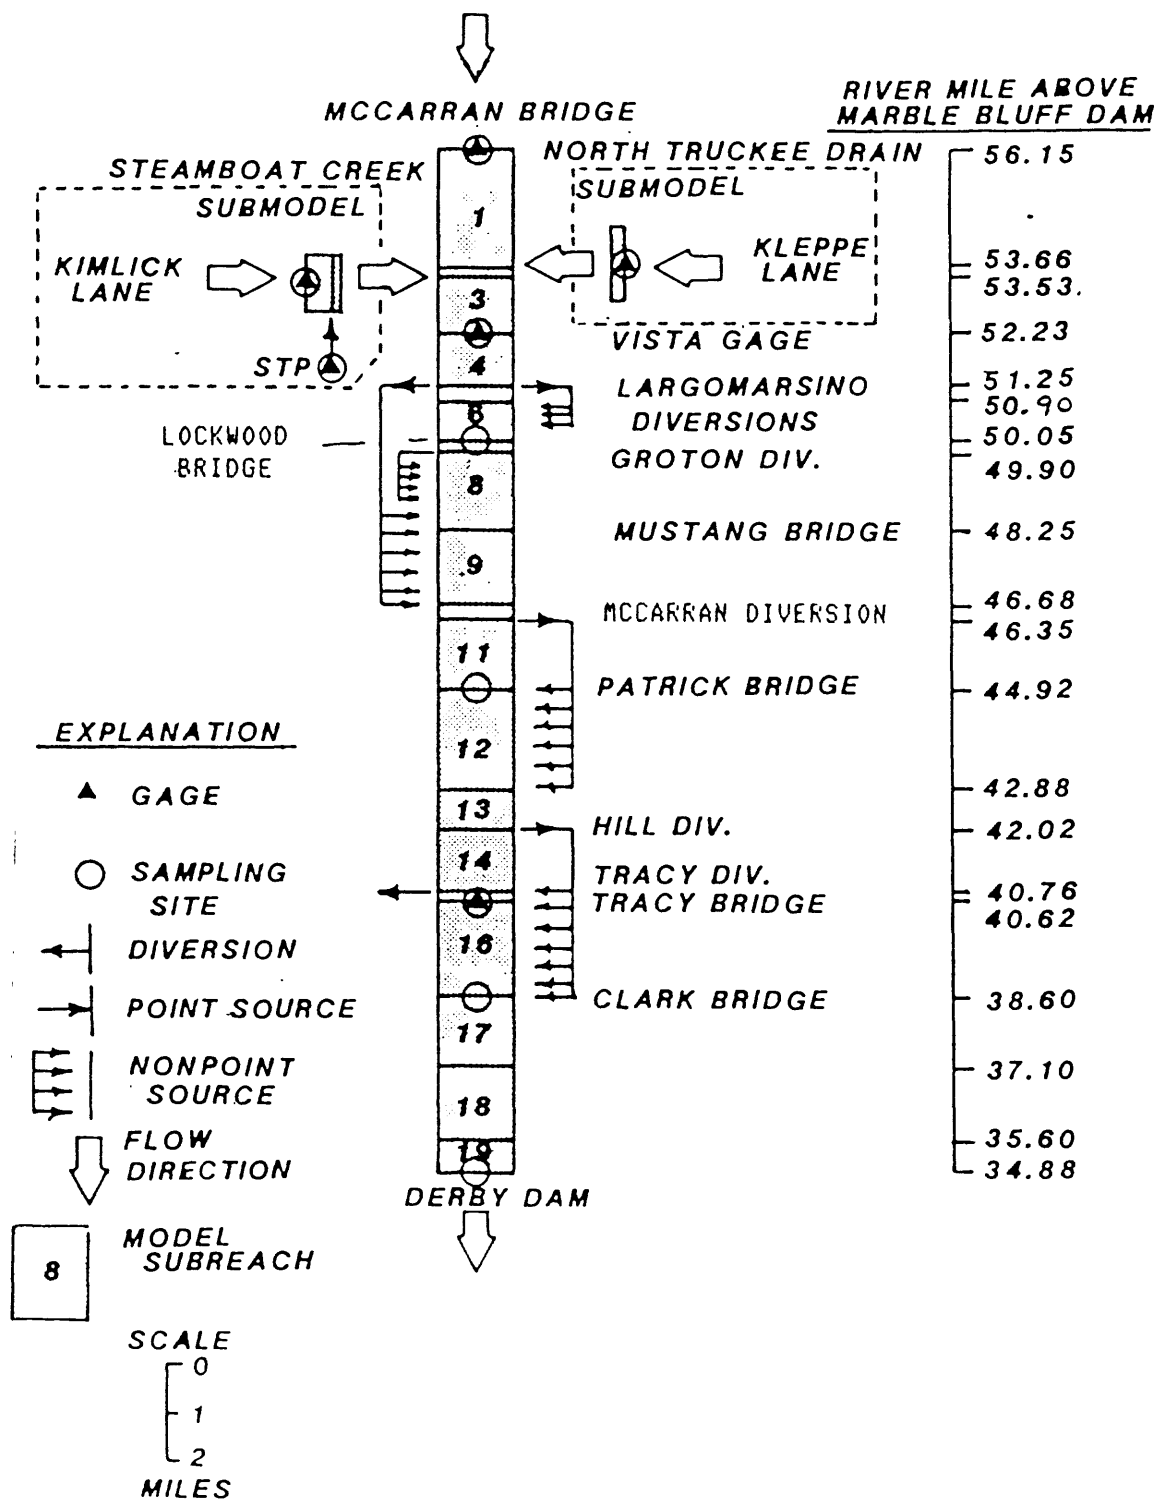 MCCARRAN BRIDGE
RIVER MILE ABOVE
MARBLE BLUFF DAM
STEAMBOAT CREEK
SUBMODEL
KIMLICK
LANE
STP
NORTH TRUCKEE DRAIN
SUBMODEL
KLEPPE
LANE
VISTA GAGE
LARGOMARSINO
DIVERSIONS
LOCKWOOD
BRIDGE
GROTON DIV.
MUSTANG BRIDGE
MCCARRAN DIVERSION
PATRICK BRIDGE
HILL DIV.
TRACY DIV.
TRACY BRIDGE
CLARK BRIDGE
1
3
4
6
8
9
11
12
13
14
16
17
18
19
DERBY DAM
56.15
53.66
53.53.
52.23
51.25
50.90
50.05
49.90
48.25
46.68
46.35
44.92
42.88
42.02
40.76
40.62
38.60
37.10
35.60
34.88
EXPLANATION
GAGE
SAMPLING
SITE
DIVERSION
POINT SOURCE
NONPOINT
SOURCE
FLOW
DIRECTION
8
MODEL
SUBREACH
SCALE
0
1
2
MILES